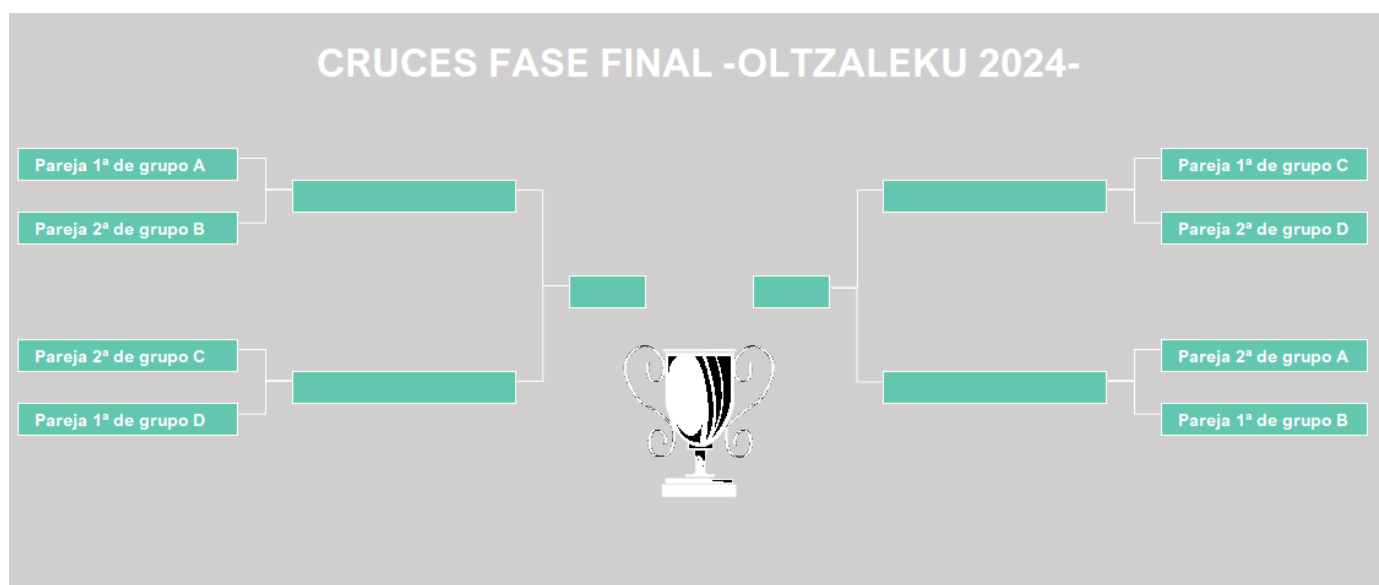 CRUCES FASE FINAL -OLTZALEKU 2024-
Pareja 1ª de grupo A
Pareja 2ª de grupo B
Pareja 2ª de grupo C
Pareja 1ª de grupo D
Pareja 1ª de grupo C
Pareja 2ª de grupo D
Pareja 2ª de grupo A
Pareja 1ª de grupo B